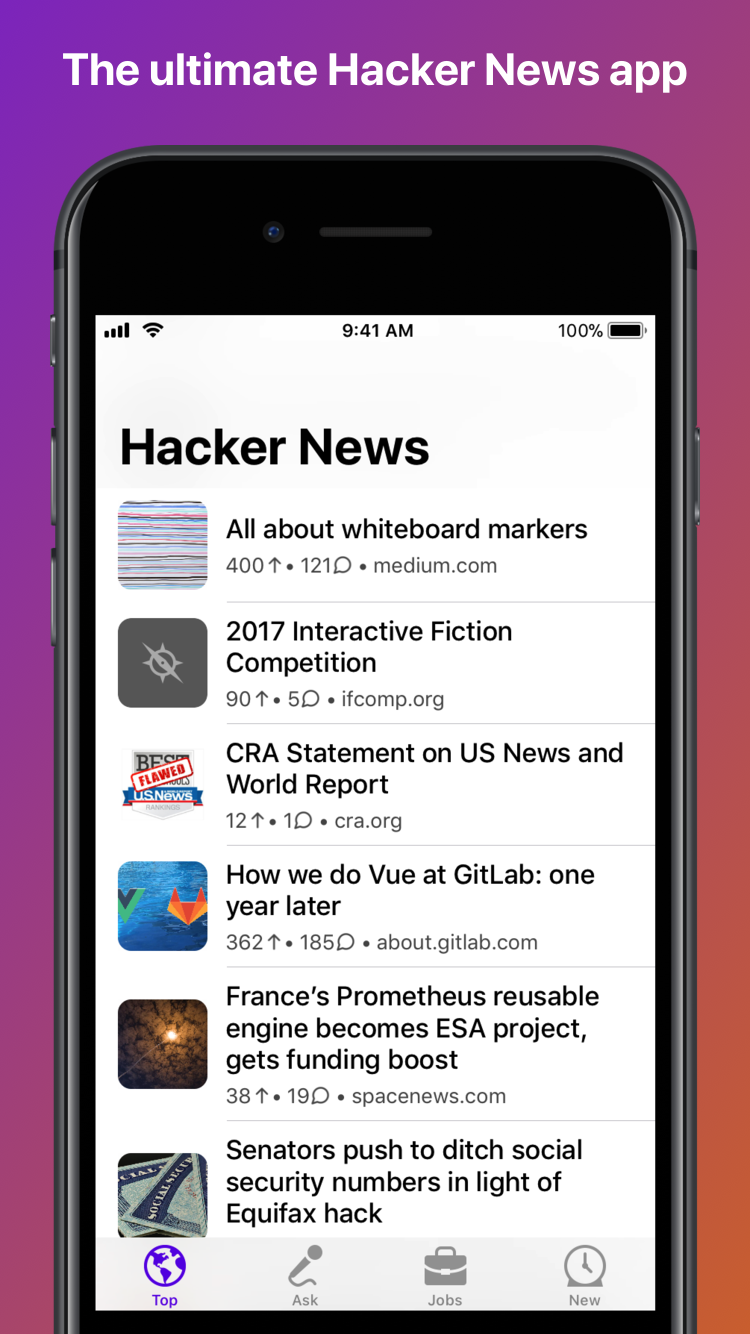 The ultimate Hacker News app
9:41 AM
100%
Hacker News
All about whiteboard markers
400↑ • 121 • medium.com
2017 Interactive Fiction
Competition
90↑ • 5 • ifcomp.org
BEST
FLAWED
US News
RANKINGS
CRA Statement on US News and
World Report
12↑ • 1 • cra.org
How we do Vue at GitLab: one
year later
362↑ • 185 • about.gitlab.com
France’s Prometheus reusable
engine becomes ESA project,
gets funding boost
38↑ • 19 • spacenews.com
Senators push to ditch social
security numbers in light of
Equifax hack
Top
Ask
Jobs
New